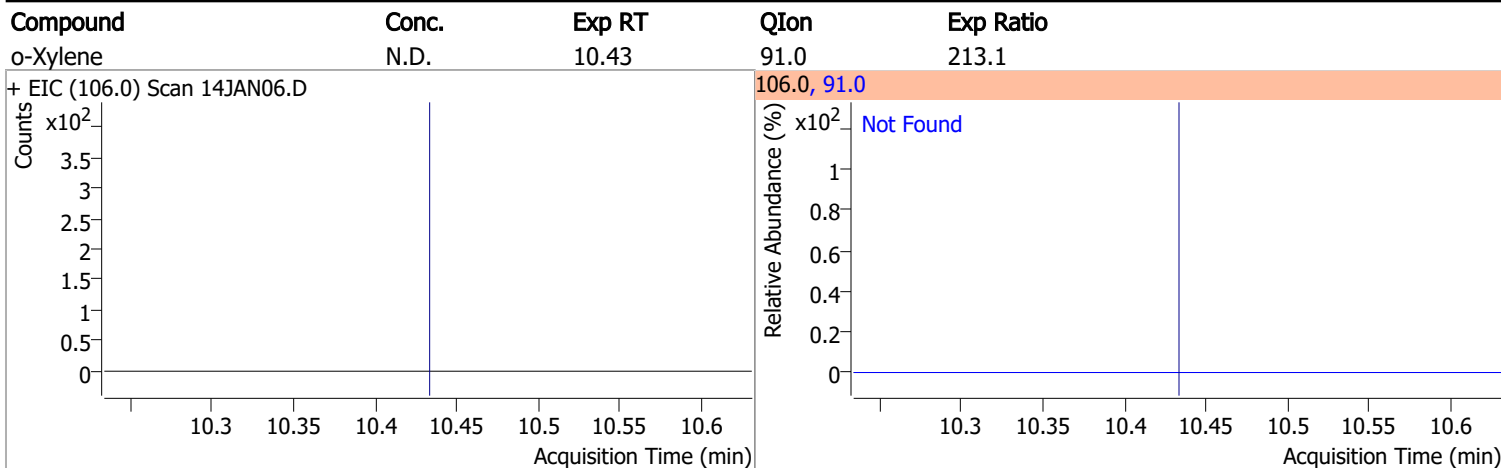 Compound Conc. Exp RT QIon Exp Ratio
o-Xylene N.D. 10.43 91.0 213.1
+ EIC (106.0) Scan 14JAN06.D
Counts
x10²
3.5
3
2.5
2
1.5
1
0.5
0
10.3 10.35 10.4 10.45 10.5 10.55 10.6
Acquisition Time (min)
106.0, 91.0
Relative Abundance (%)
x10²
Not Found
1
0.8
0.6
0.4
0.2
0
10.3 10.35 10.4 10.45 10.5 10.55 10.6
Acquisition Time (min)